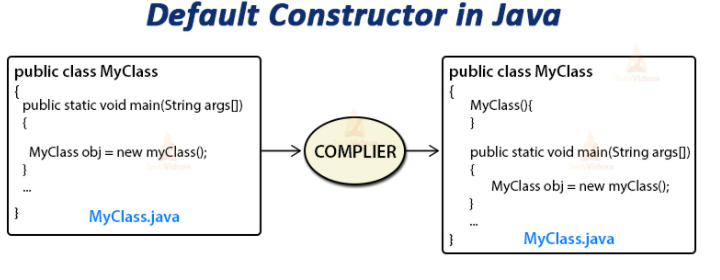 Default Constructor in Java
public class MyClass
{
public static void main(String args[])
{
MyClass obj = new myClass();
}
...
}
MyClass.java
COMPLIER
public class MyClass
{
MyClass(){
}
public static void main(String args[])
{
MyClass obj = new myClass();
}
...
}
MyClass.java